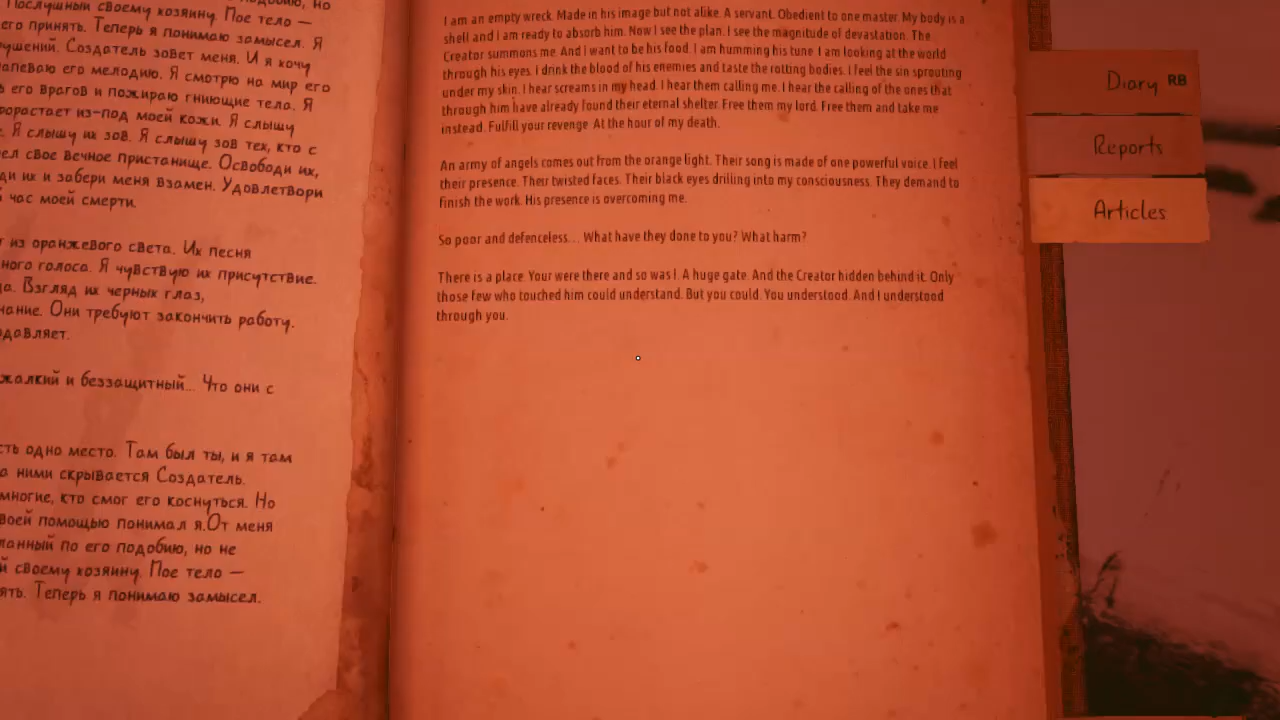 Послушный своему хозяину. Пое тело —
его принять. Теперь я понимаю замысел. Я
ушений. Создатель зовет меня. И я хочу
апеваю его мелодию. Я смотрю на мир его
ь его врагов и пожираю гниющие тела. Я
рорастает из-под моей кожи. Я слышу
е. Я слышу их зов. Я слышу зов тех, кто с
ел свое вечное пристанище. Освободи их,
ди их и забери меня взамен. Удовлетвори
час моей смерти.
т из оранжевого света. Их песня
ного голоса. Я чувствую их присутствие.
ца. Взгляд их черных глаз,
нание. Они требуют закончить работу.
здавляет.
жалкий и беззащитный... Что они с
сть одно место. Там был ты, и я там
а ними скрывается Создатель.
многие, кто смог его коснуться. Но
воей помощью понимал я.От меня
ланный по его подобию, но не
й своему хозяину. Пое тело —
ять. Теперь я понимаю замысел.
I am an empty wreck. Made in his image but not alike. A servant. Obedient to one master. My body is a
shell and I am ready to absorb him. Now I see the plan. I see the magnitude of devastation. The
Creator summons me. And I want to be his food. I am humming his tune. I am looking at the world
through his eyes. I drink the blood of his enemies and taste the rotting bodies. I feel the sin sprouting
under my skin. I hear screams in my head. I hear them calling me. I hear the calling of the ones that
through him have already found their eternal shelter. Free them my lord. Free them and take me
instead. Fulfill your revenge. At the hour of my death.
An army of angels comes out from the orange light. Their song is made of one powerful voice. I feel
their presence. Their twisted faces. Their black eyes drilling into my consciousness. They demand to
finish the work. His presence is overcoming me.
So poor and defenceless... What have they done to you? What harm?
There is a place. Your were there and so was I. A huge gate. And the Creator hidden behind it. Only
those few who touched him could understand. But you could. You understood. And I understood
through you.
Diary RB
Reports
Articles